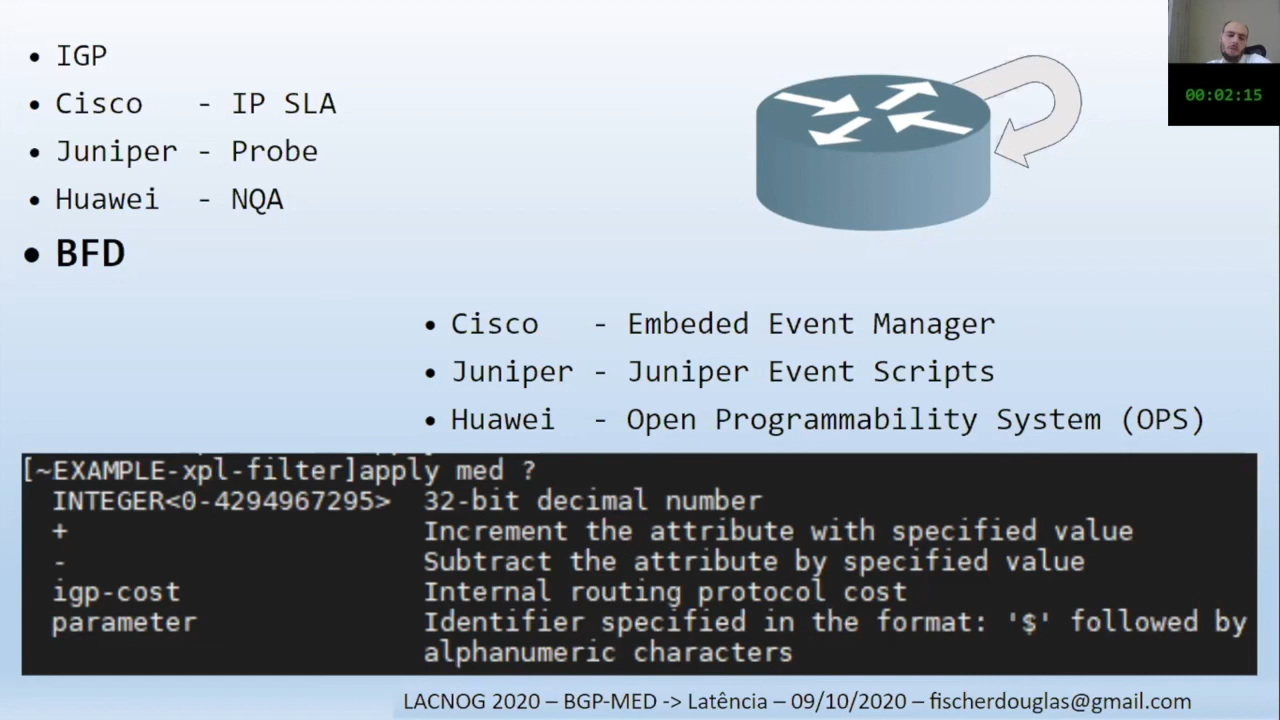 • IGP
• Cisco - IP SLA
• Juniper - Probe
• Huawei - NQA
• BFD
00:02:15
• Cisco - Embeded Event Manager
• Juniper - Juniper Event Scripts
• Huawei - Open Programmability System (OPS)
[~EXAMPLE-xpl-filter]apply med ?
INTEGER<0-4294967295> 32-bit decimal number
+ Increment the attribute with specified value
- Subtract the attribute by specified value
igp-cost Internal routing protocol cost
parameter Identifier specified in the format: '$' followed by
alphanumeric characters
LACNOG 2020 – BGP-MED -> Latência – 09/10/2020 – fischerdouglas@gmail.com